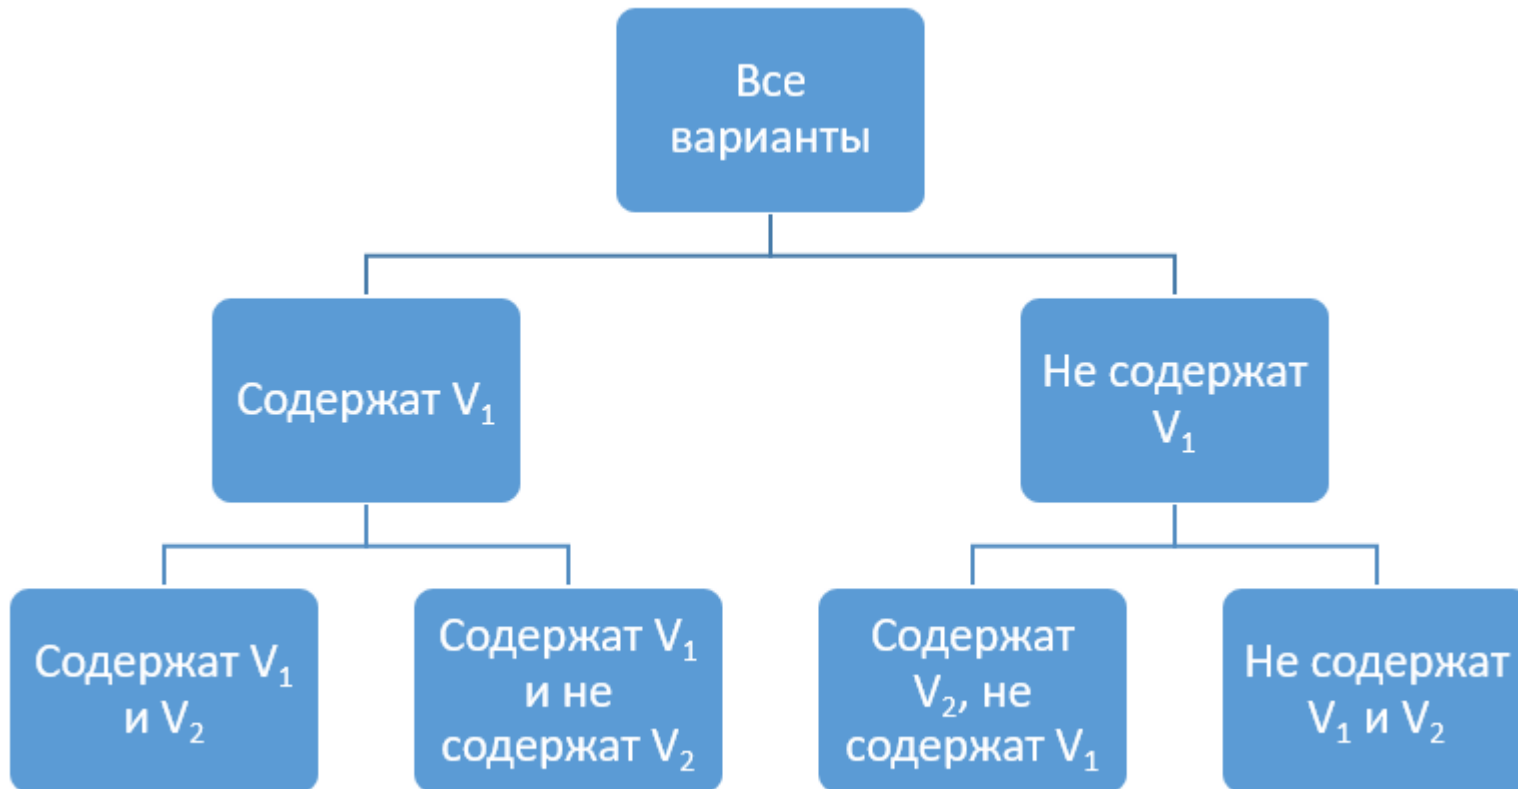 Все
варианты
Содержат V₁
Не содержат
V₁
Содержат V₁
и V₂
Содержат V₁
и не
содержат V₂
Содержат
V₂, не
содержат V₁
Не содержат
V₁ и V₂